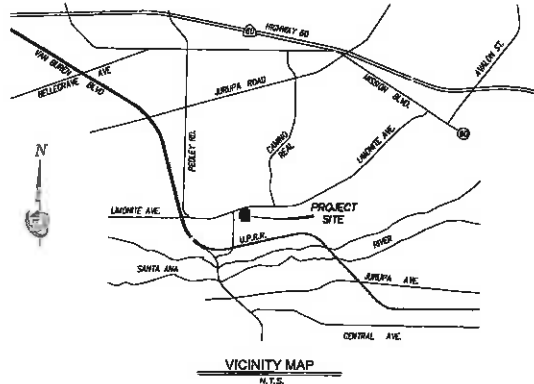 HIGHWAY 60
60
VAN BUREN
BLVD
BELLEGRAVE AVE
JURUPA ROAD
MISSION BLVD.
AVALON ST.
PEDLEY RD.
CAMINO
REAL
LIMONITE AVE.
60
N
LIMONITE AVE.
PROJECT
SITE
U.P.R.R.
RIVER
SANTA ANA
JURUPA AVE.
CENTRAL AVE.
VICINITY MAP
N.T.S.